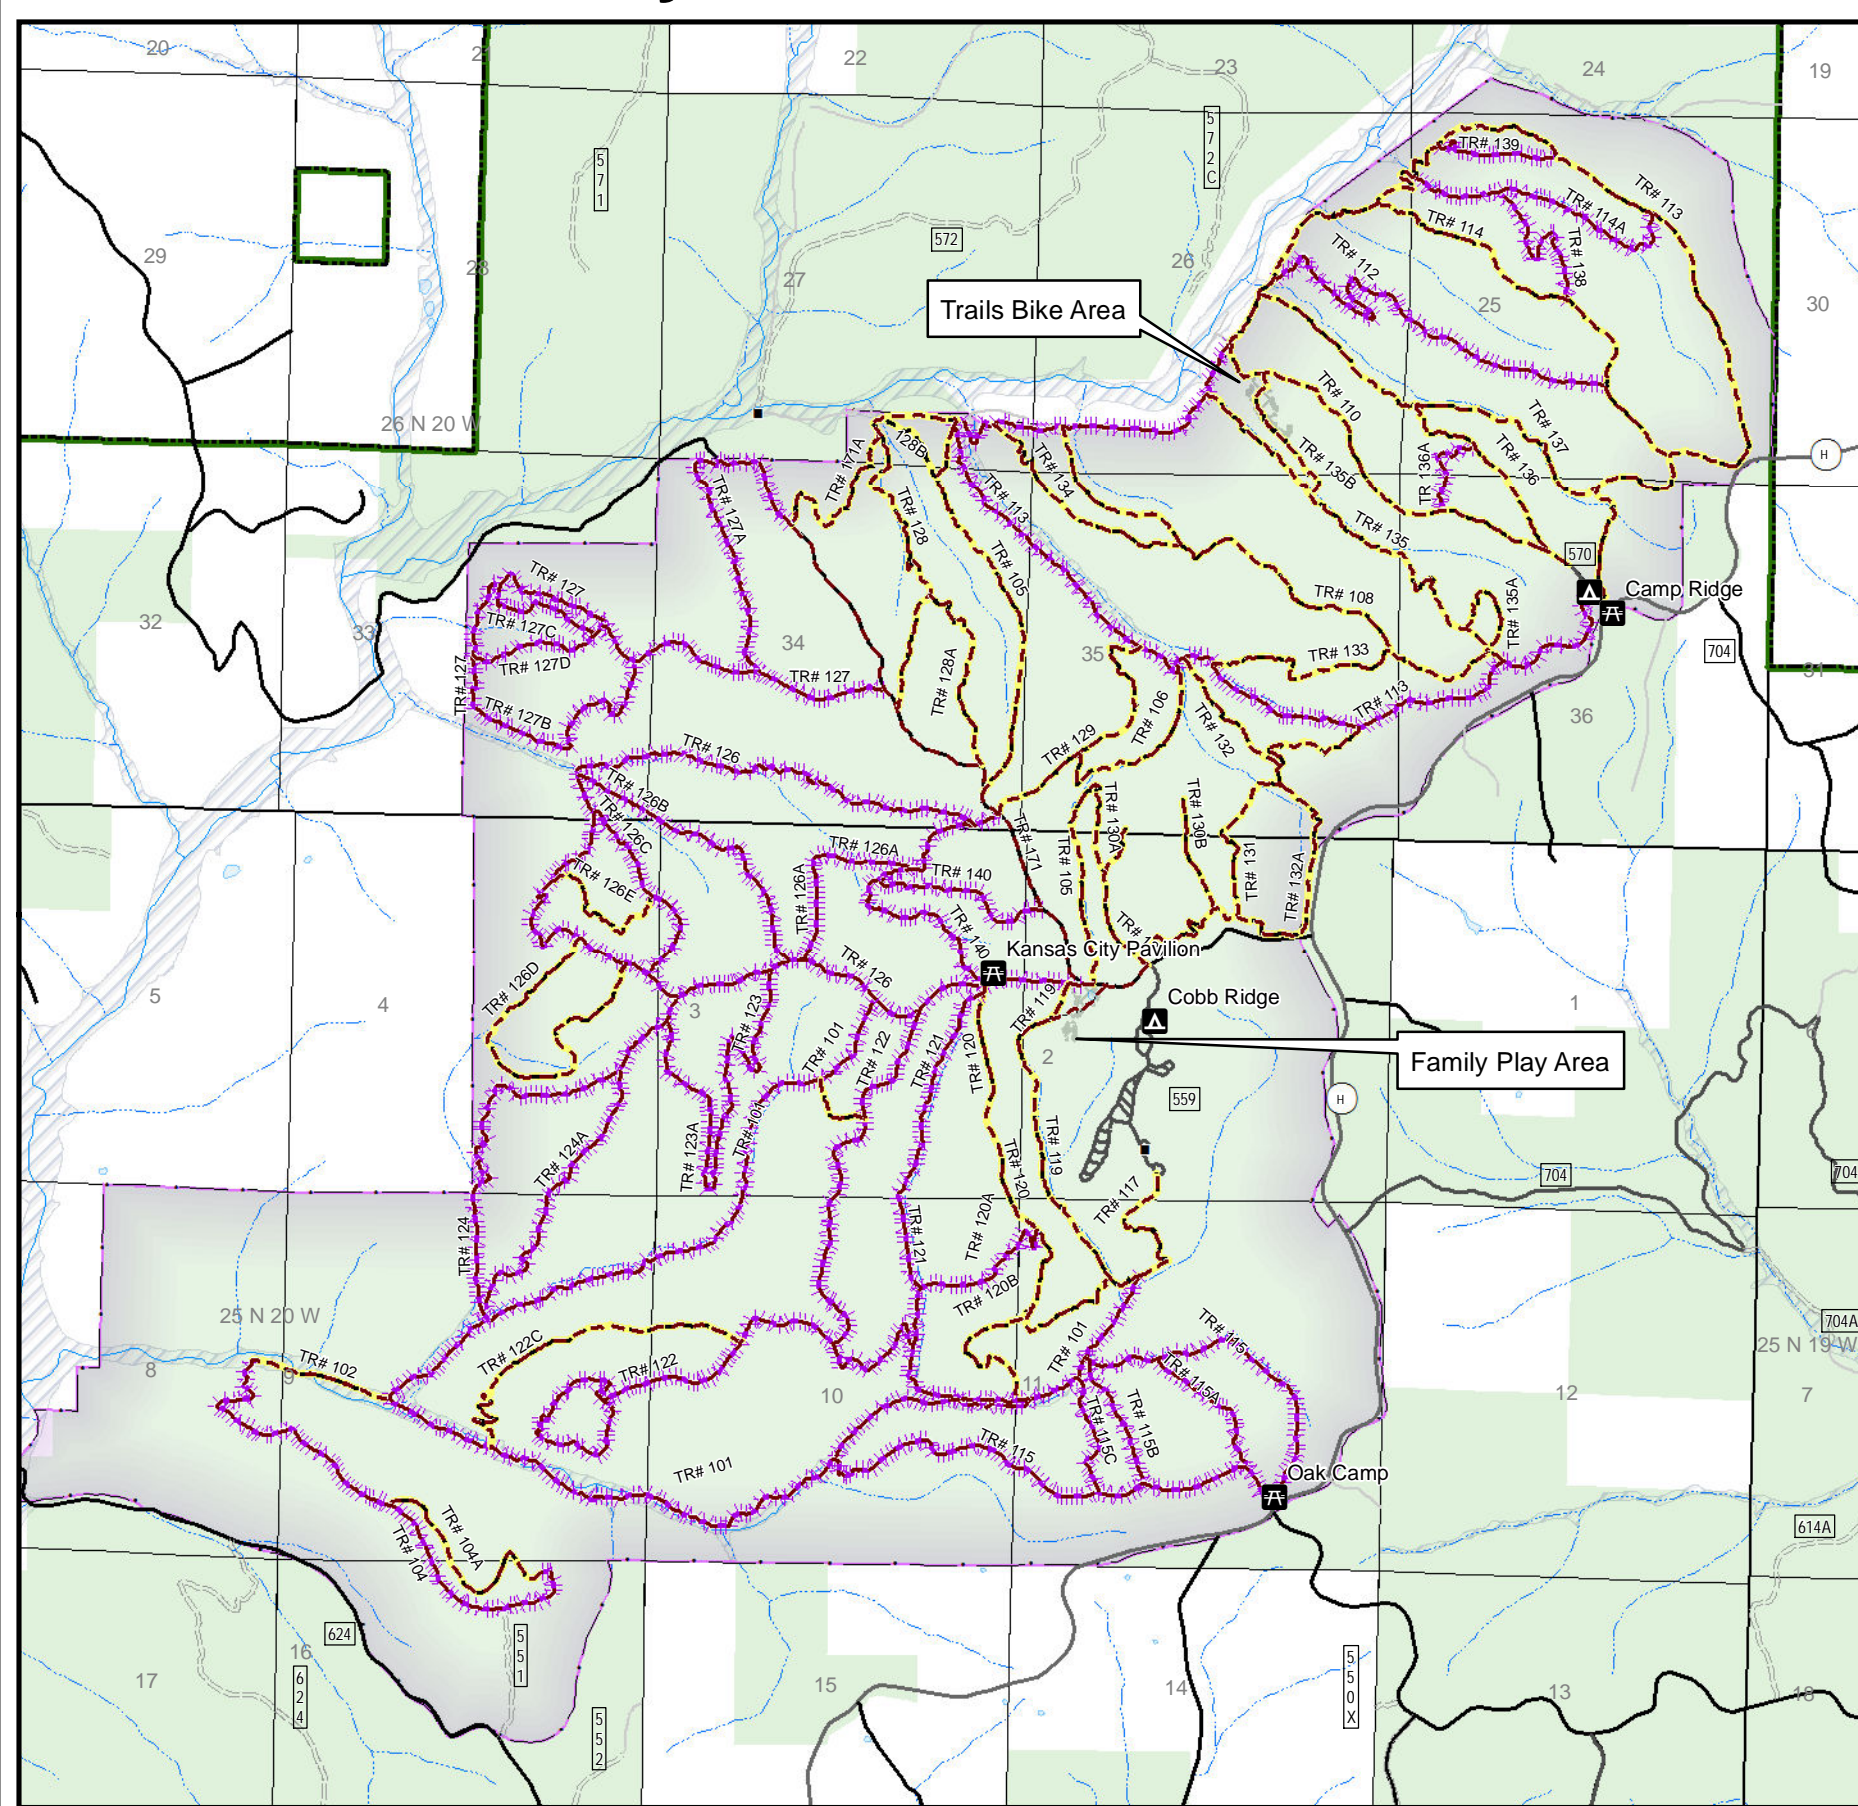 20
21
22
23
24
19
571
572C
572
TR# 139
TR# 113
TR# 114A
TR# 114
TR# 138
TR# 112
29
28
27
26
25
30
Trails Bike Area
26 N 20 W
TR# 110
TR# 137
TR# 136
TR# 136A
TR# 135B
TR# 135
H
128B
TR# 171A
TR# 134
TR# 113
TR# 127A
TR# 128
TR# 105
570
Camp Ridge
TR# 135A
TR# 108
TR# 133
TR# 127
TR# 127C
TR# 127D
TR# 127
TR# 127B
TR# 127
TR# 128A
32
33
34
35
36
31
704
TR# 113
TR# 106
TR# 132
TR# 129
TR# 126
TR# 126B
TR# 126C
TR# 126E
TR# 126A
TR# 126A
TR# 140
TR# 171
TR# 105
TR# 130A
TR# 130B
TR# 131
TR# 132A
TR#
TR# 140
Kansas City Pavilion
TR# 126D
TR# 126
Cobb Ridge
5
4
3
2
1
6
TR# 123
TR# 101
TR# 122
TR# 121
TR# 120
TR# 119
Family Play Area
559
H
TR# 101
TR# 123A
TR# 124A
TR# 119
TR# 120
TR# 117
704
704
TR# 124
TR# 121
TR# 120A
TR# 120B
25 N 20 W
TR# 122C
TR# 122
TR# 102
TR# 101
TR# 115
TR# 115A
TR# 115B
TR# 115C
704A
25 N 19 W
8
9
10
11
12
7
TR# 101
TR# 115
Oak Camp
614A
TR# 104A
TR# 104
624
551
624
552
550X
17
16
15
14
13
18